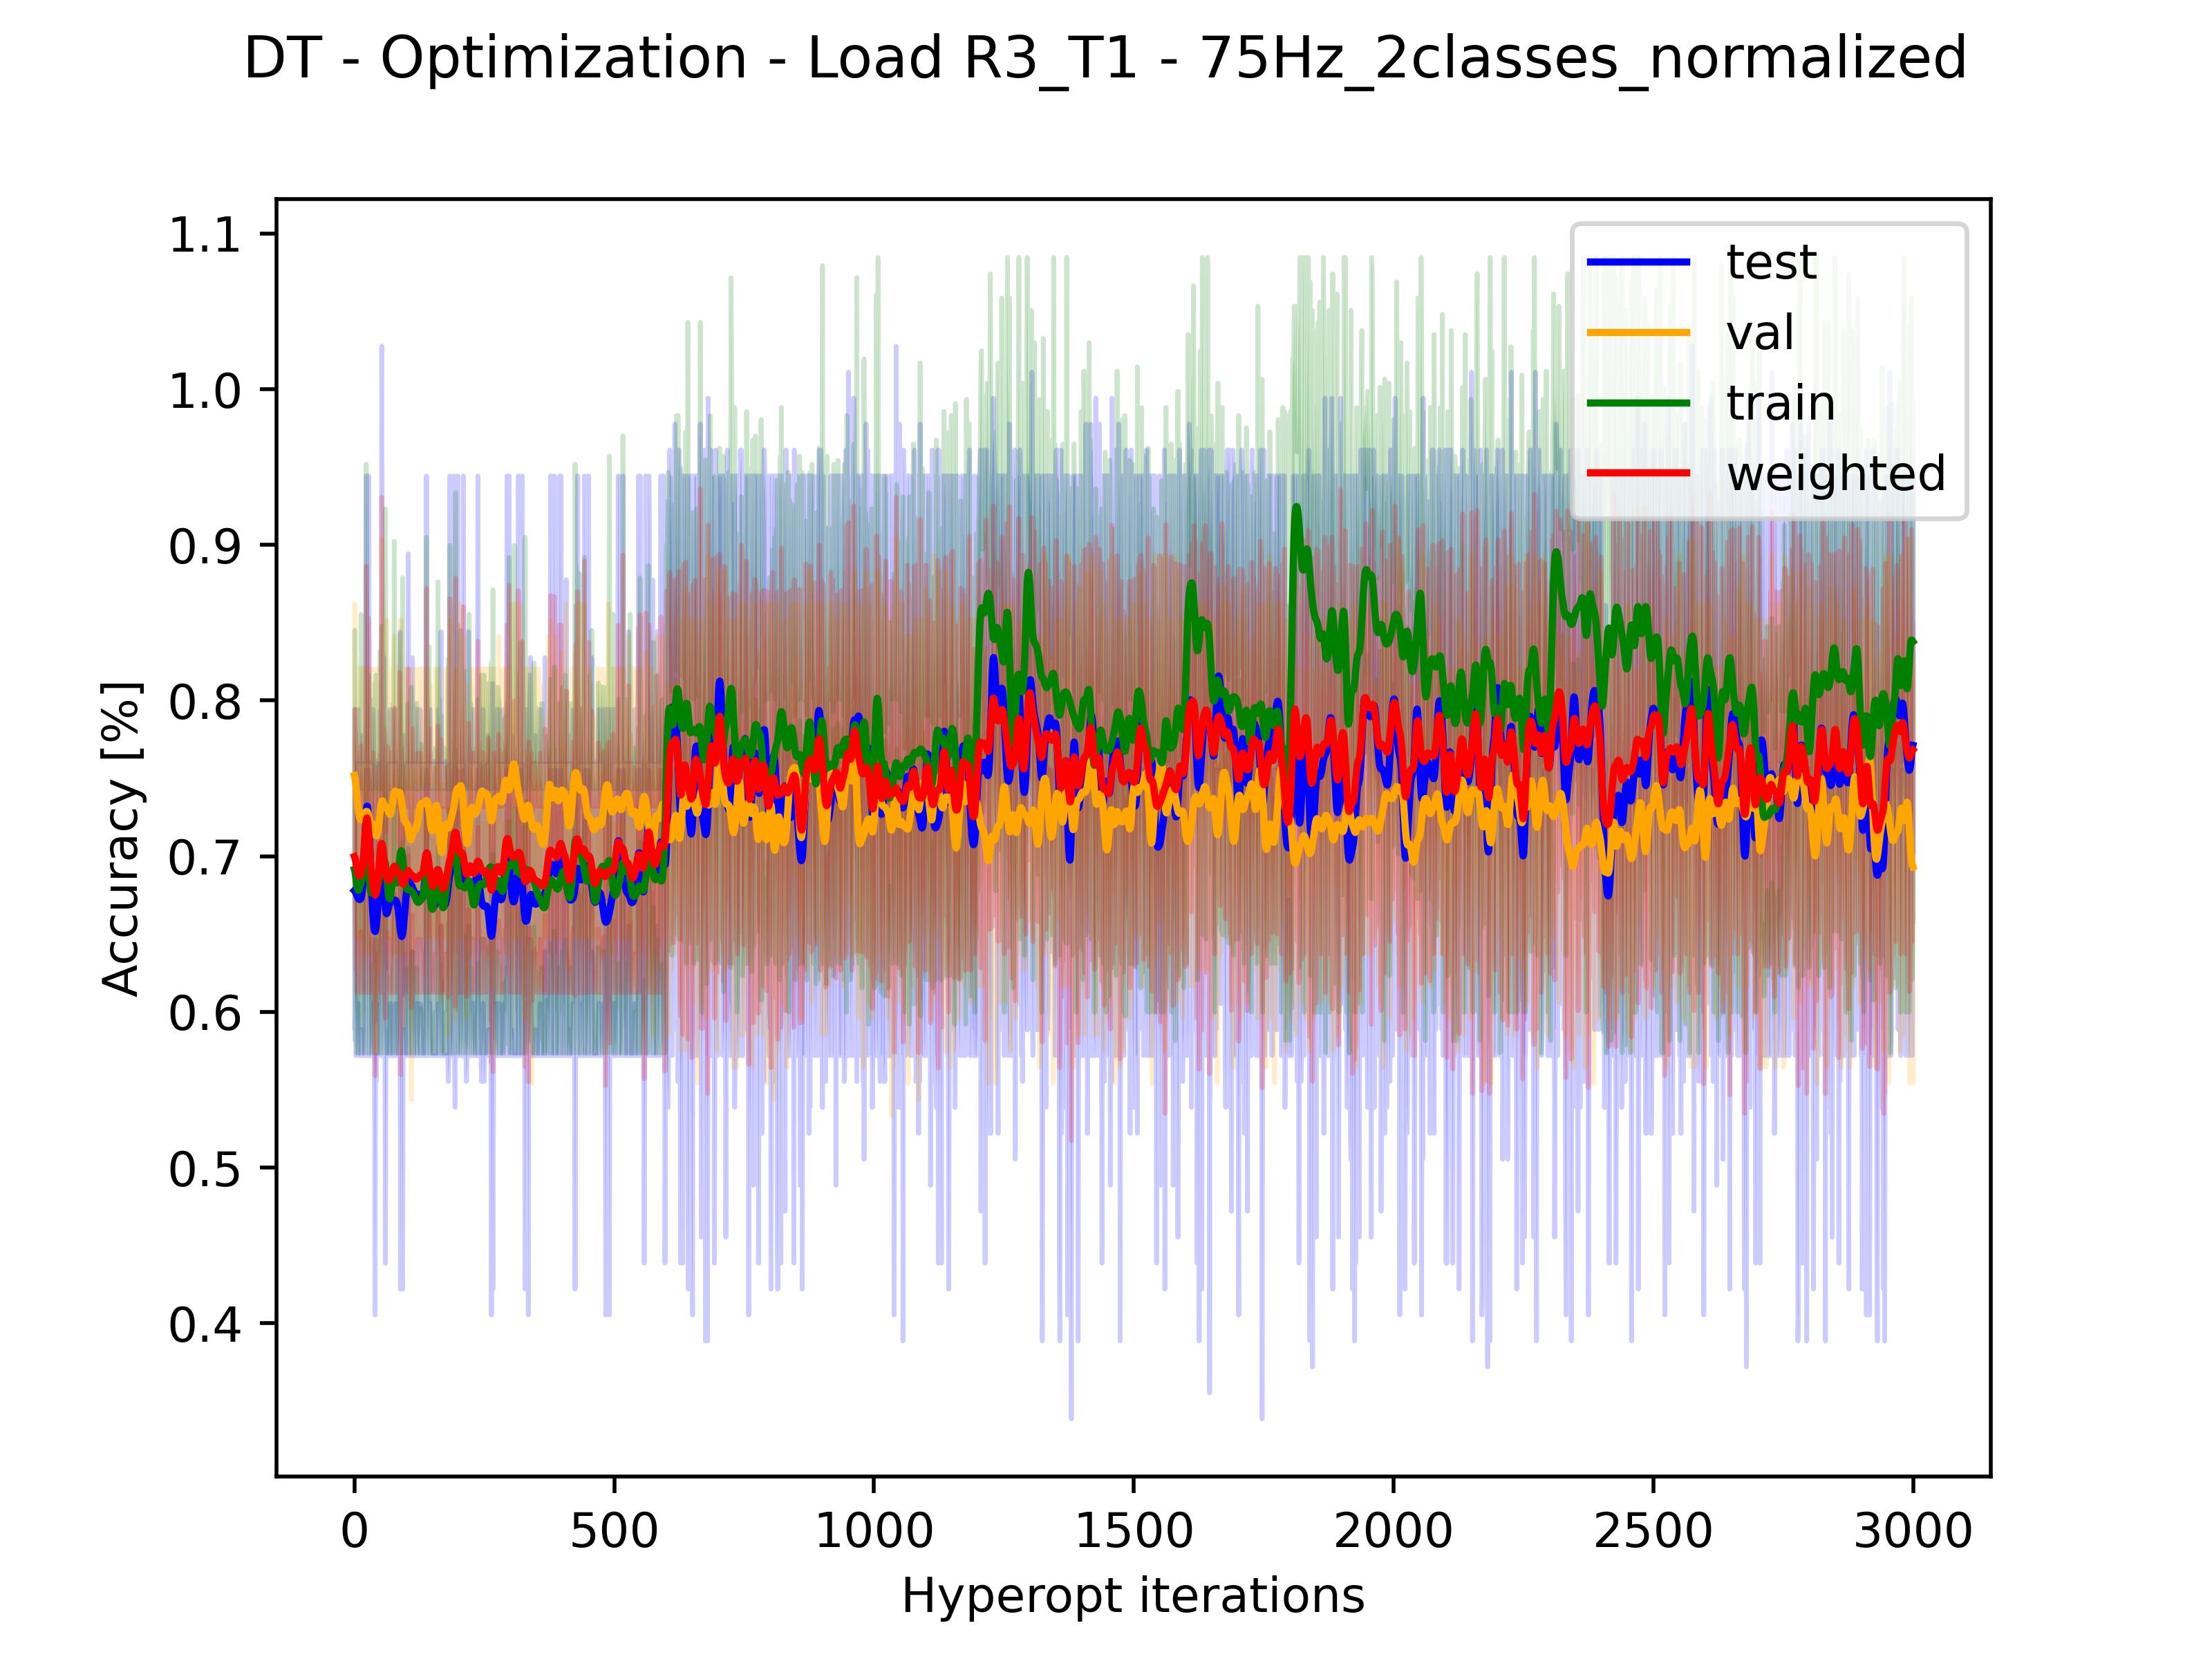 DT - Optimization - Load R3_T1 - 75Hz_2classes_normalized
test
val
train
weighted
Accuracy [%]
1.1
1.0
0.9
0.8
0.7
0.6
0.5
0.4
0 500 1000 1500 2000 2500 3000
Hyperopt iterations